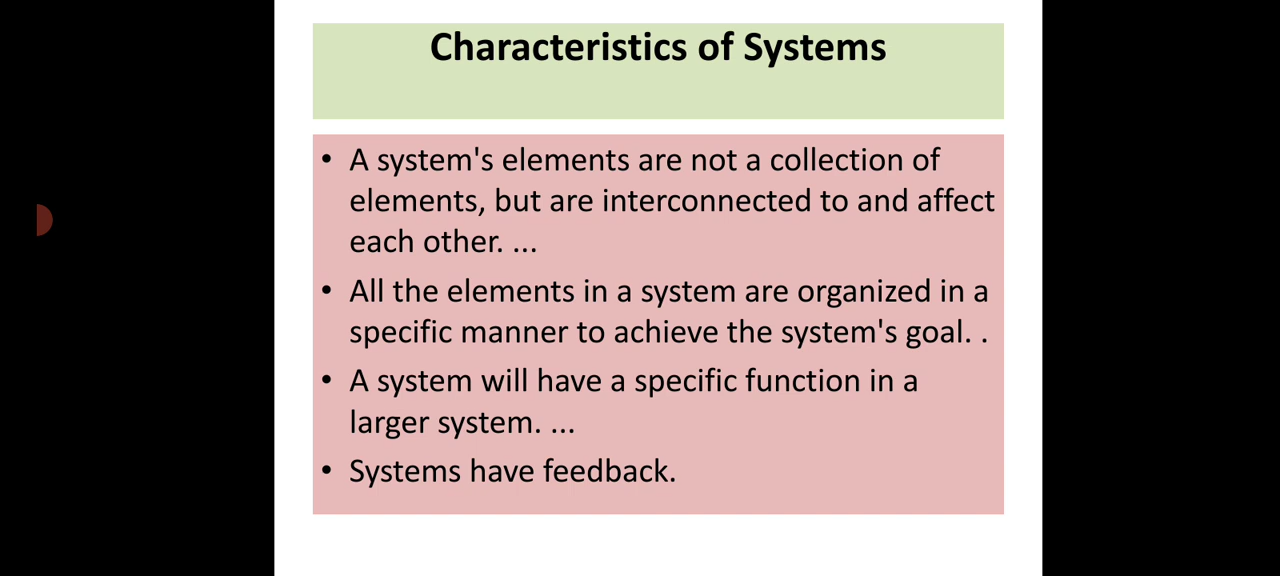 Characteristics of Systems
• A system's elements are not a collection of
elements, but are interconnected to and affect
each other. ...
• All the elements in a system are organized in a
specific manner to achieve the system's goal. .
• A system will have a specific function in a
larger system. ...
• Systems have feedback.